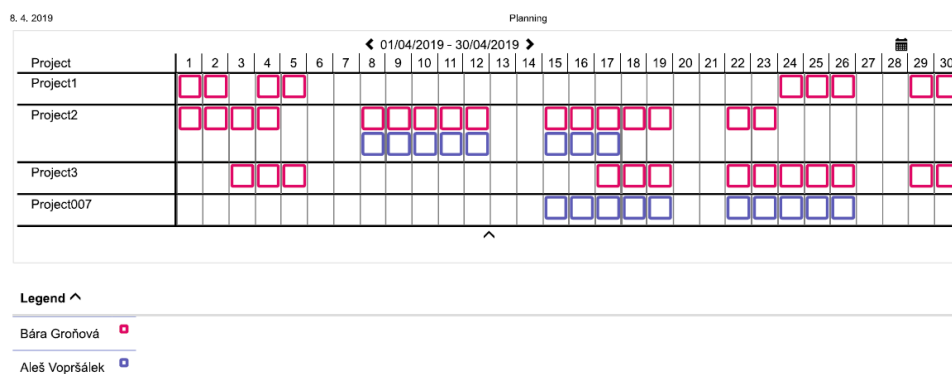 8. 4. 2019 Planning
01/04/2019 - 30/04/2019
Project 1 2 3 4 5 6 7 8 9 10 11 12 13 14 15 16 17 18 19 20 21 22 23 24 25 26 27 28 29 30
Project1
Project2
Project3
Project007
Legend
Bára Groňová
Aleš Vopršálek